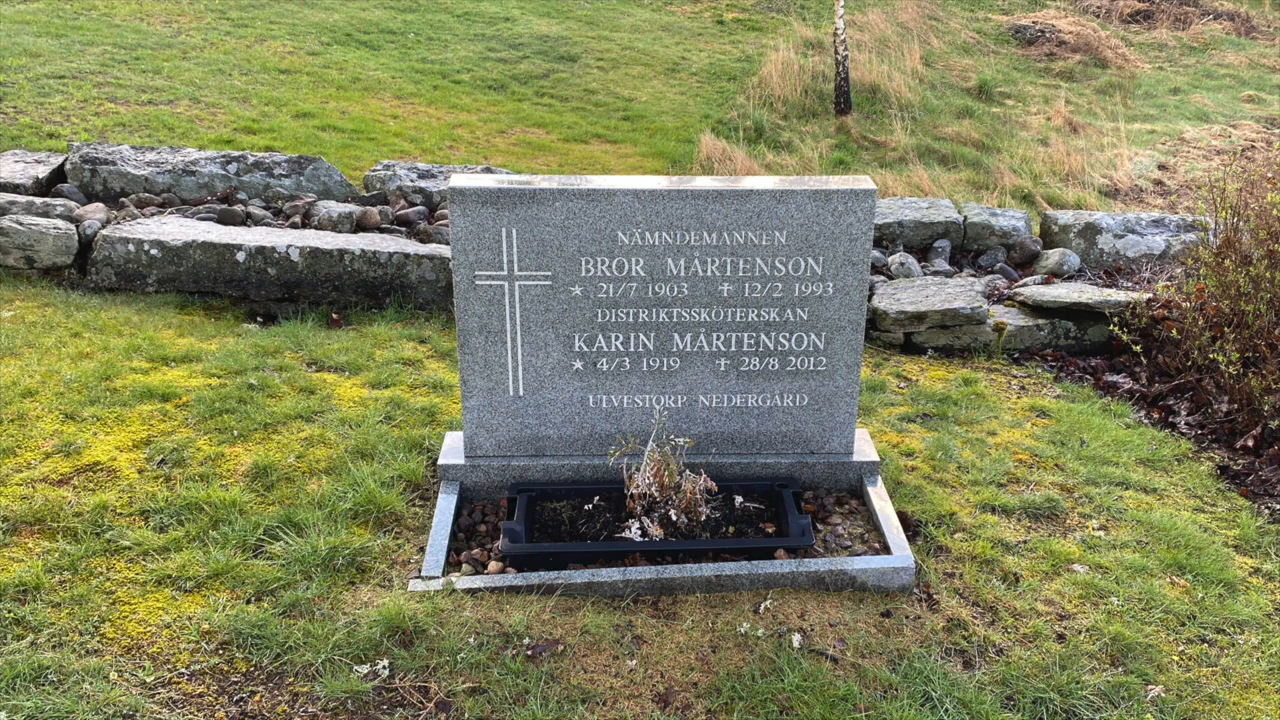 NÄMNDEMANNEN
BROR MÅRTENSON
★ 21/7 1903 ✝ 12/2 1993
DISTRIKTSSKÖTERSKAN
KARIN MÅRTENSON
★ 4/3 1919 ✝ 28/8 2012
ULVESTORP NEDERGÅRD